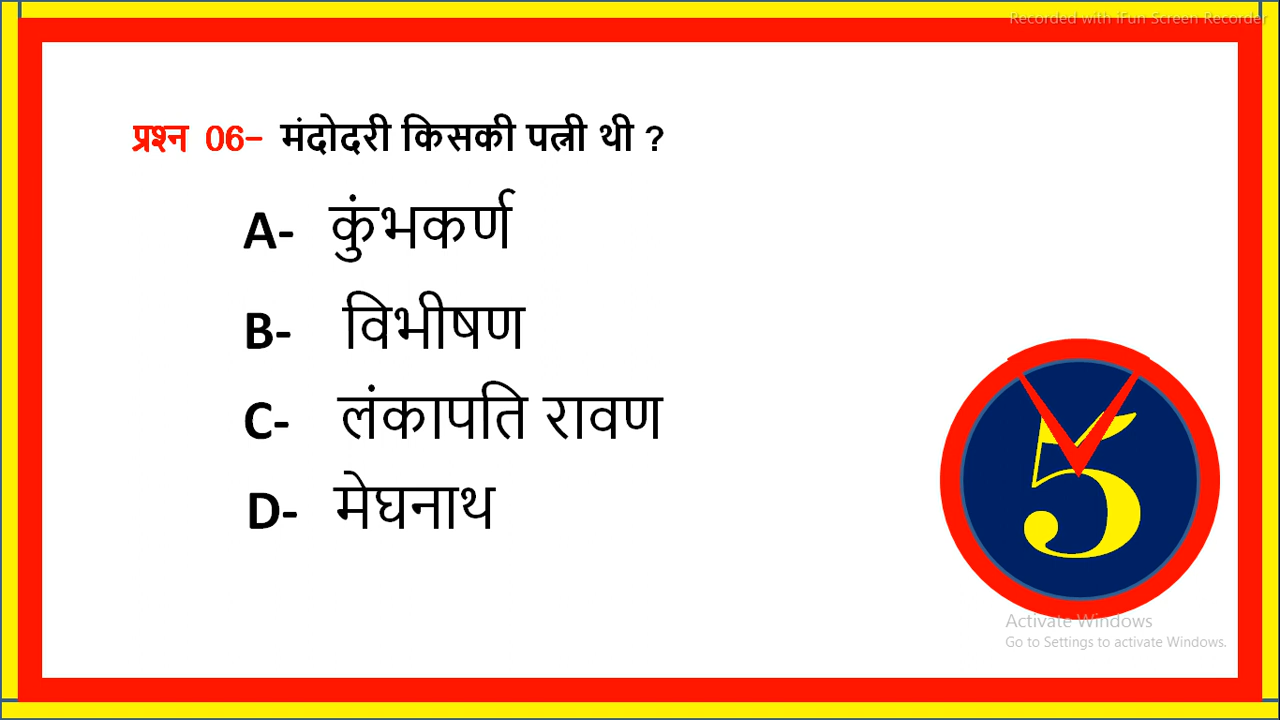 Recorded with iFun Screen Recorder
प्रश्न 06- मंदोदरी किसकी पत्नी थी ?
A- कुंभकर्ण
B- विभीषण
C- लंकापति रावण
D- मेघनाथ
5
Activate Windows
Go to Settings to activate Windows.